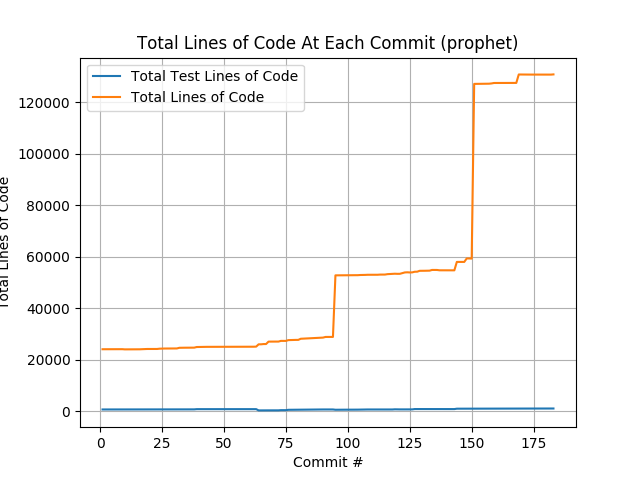 Total Lines of Code At Each Commit (prophet)
Total Test Lines of Code
Total Lines of Code
120000
100000
80000
60000
40000
20000
0
Total Lines of Code
0 25 50 75 100 125 150 175
Commit #